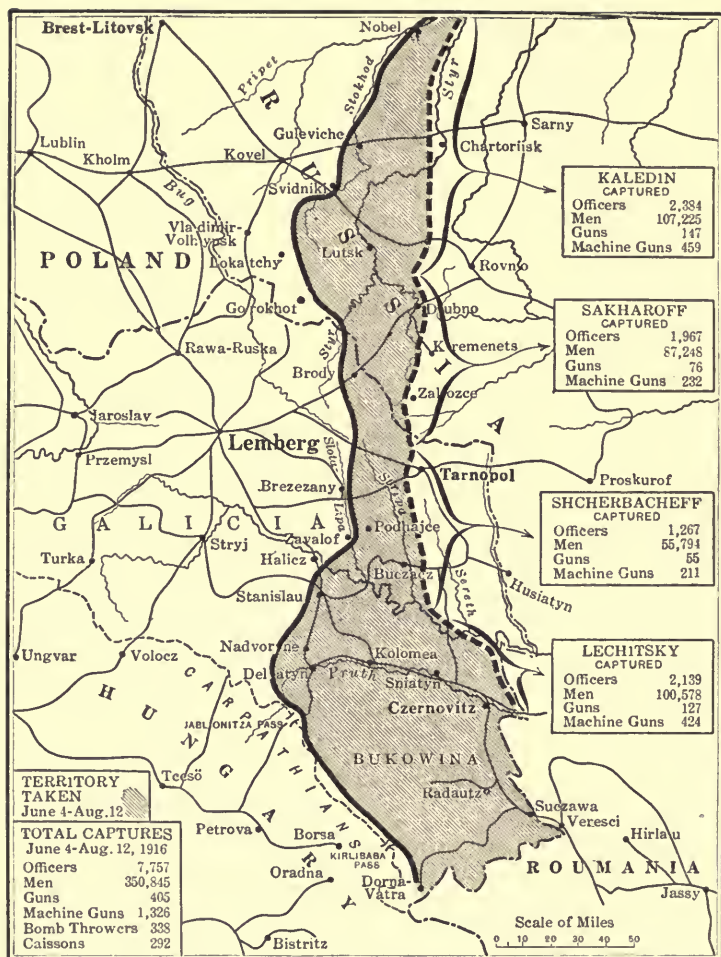 Brest-Litovsk
Nobel
Pripet
Stokhod
Styr
R U S S I A
Lublin
Kholm
Kovel
Guleviche
Sarny
Chartoriisk
Bug
Svidniki
Vladimir-
Volhynsk
Lokatchy
Lutsk
Rovno
POLAND
Gorokhof
Dubno
Styr
Kremenets
Rawa-Ruska
Brody
Zalozce
Jaroslav
Lemberg
Przemysl
Tarnopol
Proskurof
Slota
Lipa
Strypa
Brezezany
GALICIA
Zavalof
Podhajce
Turka
Stryj
Halicz
Buczacz
Sereth
Husiatyn
Stanislau
Nadvorne
Kolomea
Ungvar
Volocz
Delatyn
Pruth
Sniatyn
Czernovitz
HUNGARY
CARPATHIANS
JABLONITZA PASS
BUKOWINA
Tecsö
Radautz
Suczawa
Veresci
Hirlau
Petrova
Borsa
KIRLIBABA
PASS
ROUMANIA
Oradna
Dorna-
Vatra
Jassy
Bistritz
KALEDIN
CAPTURED
Officers 2,384
Men 107,225
Guns 147
Machine Guns 459
SAKHAROFF
CAPTURED
Officers 1,967
Men 87,248
Guns 76
Machine Guns 232
SHCHERBACHEFF
CAPTURED
Officers 1,267
Men 55,794
Guns 55
Machine Guns 211
LECHITSKY
CAPTURED
Officers 2,139
Men 100,578
Guns 127
Machine Guns 424
TERRITORY
TAKEN
June 4-Aug.12
TOTAL CAPTURES
June 4-Aug. 12, 1916
Officers 7,757
Men 350,845
Guns 405
Machine Guns 1,326
Bomb Throwers 338
Caissons 292
Scale of Miles
0 10 20 30 40 50